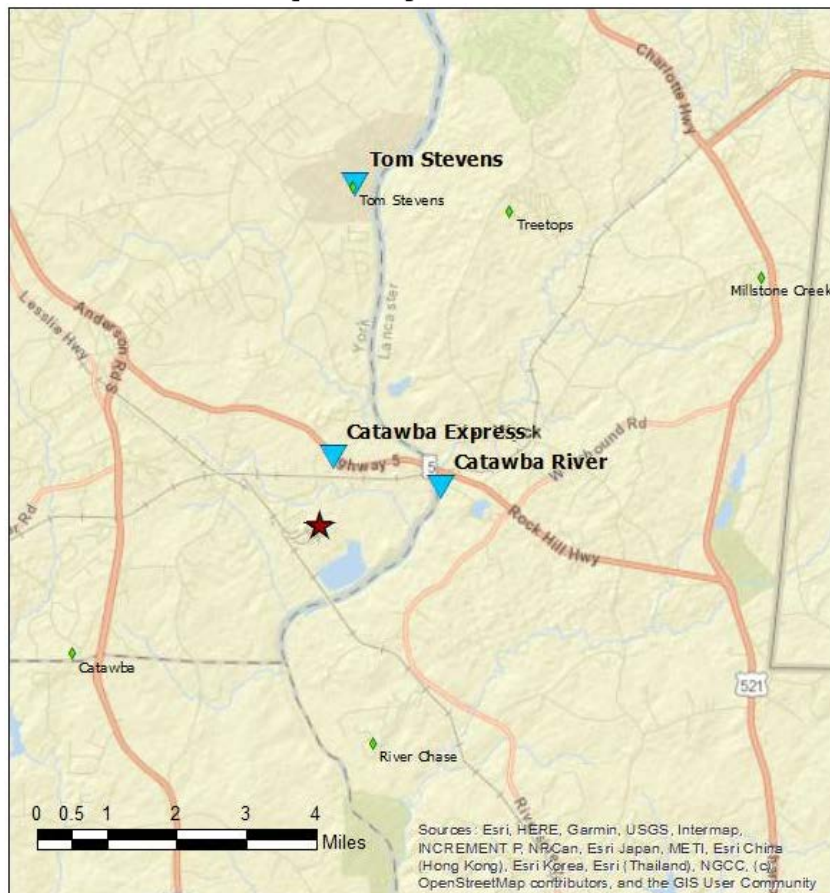 Charlotte Hwy
Tom Stevens
Tom Stevens
Treetops
Millstone Creek
Lesslie Hwy
Anderson Rd S
York
Lancaster
Catawba Express
Catawba River
5
Rd
Rock Hill Hwy
Rd
Catawba
521
River Chase
0 0.5 1 2 3 4
Miles
Sources: Esri, HERE, Garmin, USGS, Intermap,
INCREMENT P, NRCan, Esri Japan, METI, Esri China
(Hong Kong), Esri Korea, Esri (Thailand), NGCC, (c)
OpenStreetMap contributors, and the GIS User Community